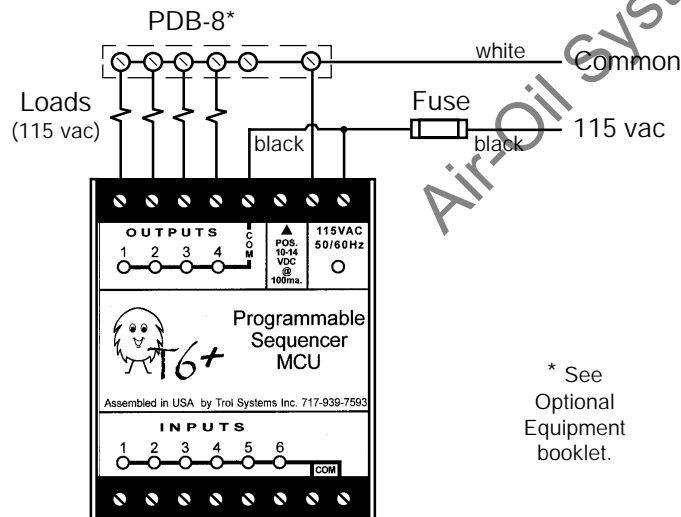 PDB-8*
white
Common
Loads
(115 vac)
Fuse
115 vac
black
black
OUTPUTS
1 2 3 4
COM
▲
POS.
10-14
VDC
@
100ma.
115VAC
50/60Hz
Programmable
Sequencer
MCU
T6+
Assembled in USA by Trol Systems Inc. 717-939-7593
INPUTS
1 2 3 4 5 6
COM
* See
Optional
Equipment
booklet.
Air-Oil